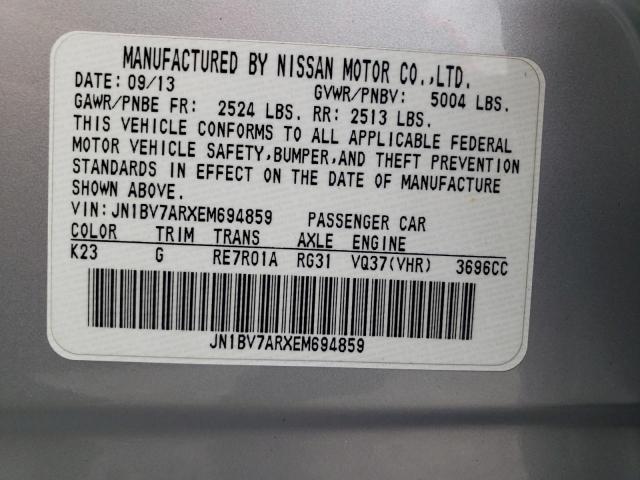 MANUFACTURED BY NISSAN MOTOR CO.,LTD.
DATE: 09/13 GVWR/PNBV: 5004 LBS.
GAWR/PNBE FR: 2524 LBS. RR: 2513 LBS.
THIS VEHICLE CONFORMS TO ALL APPLICABLE FEDERAL
MOTOR VEHICLE SAFETY,BUMPER,AND THEFT PREVENTION
STANDARDS IN EFFECT ON THE DATE OF MANUFACTURE
SHOWN ABOVE.
VIN:JN1BV7ARXEM694859 PASSENGER CAR
COLOR TRIM TRANS AXLE ENGINE
K23 G RE7R01A RG31 VQ37(VHR) 3696CC
JN1BV7ARXEM694859